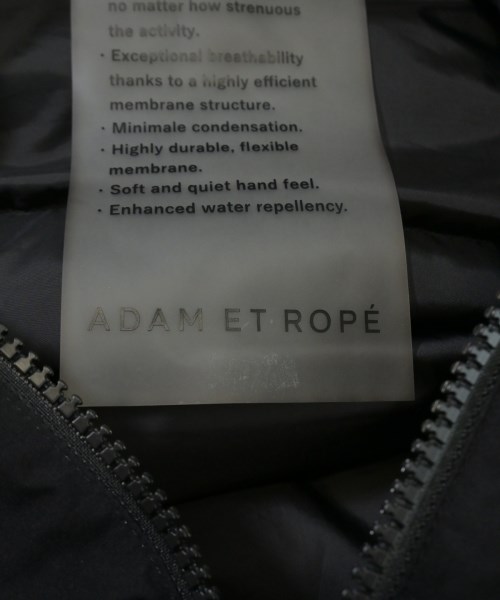 no matter how strenuous
the activity.
· Exceptional breathability
thanks to a highly efficient
membrane structure.
· Minimale condensation.
· Highly durable, flexible
membrane.
· Soft and quiet hand feel.
· Enhanced water repellency.
ADAM ET ROPÉ